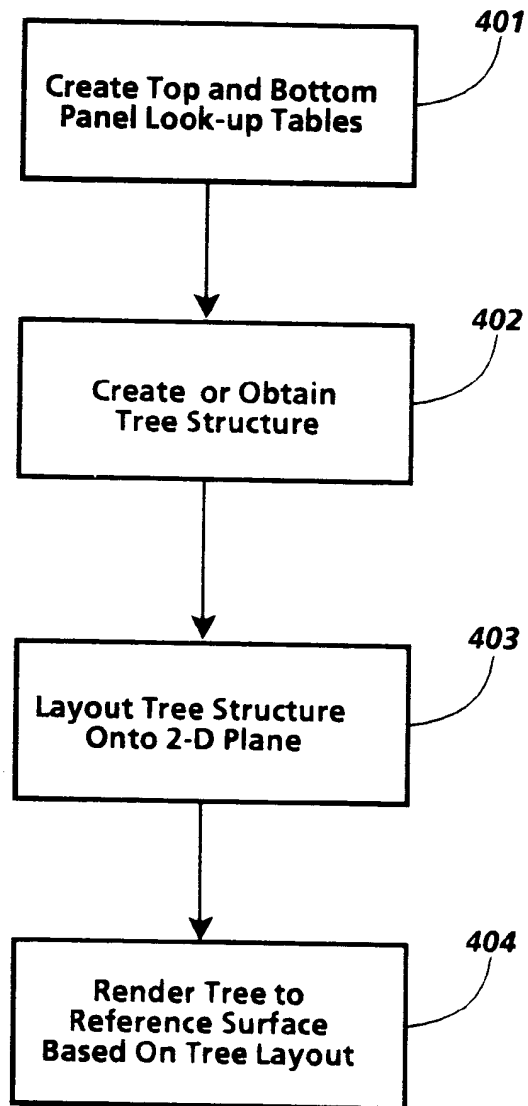 401
Create Top and Bottom
Panel Look-up Tables
402
Create or Obtain
Tree Structure
403
Layout Tree Structure
Onto 2-D Plane
404
Render Tree to
Reference Surface
Based On Tree Layout